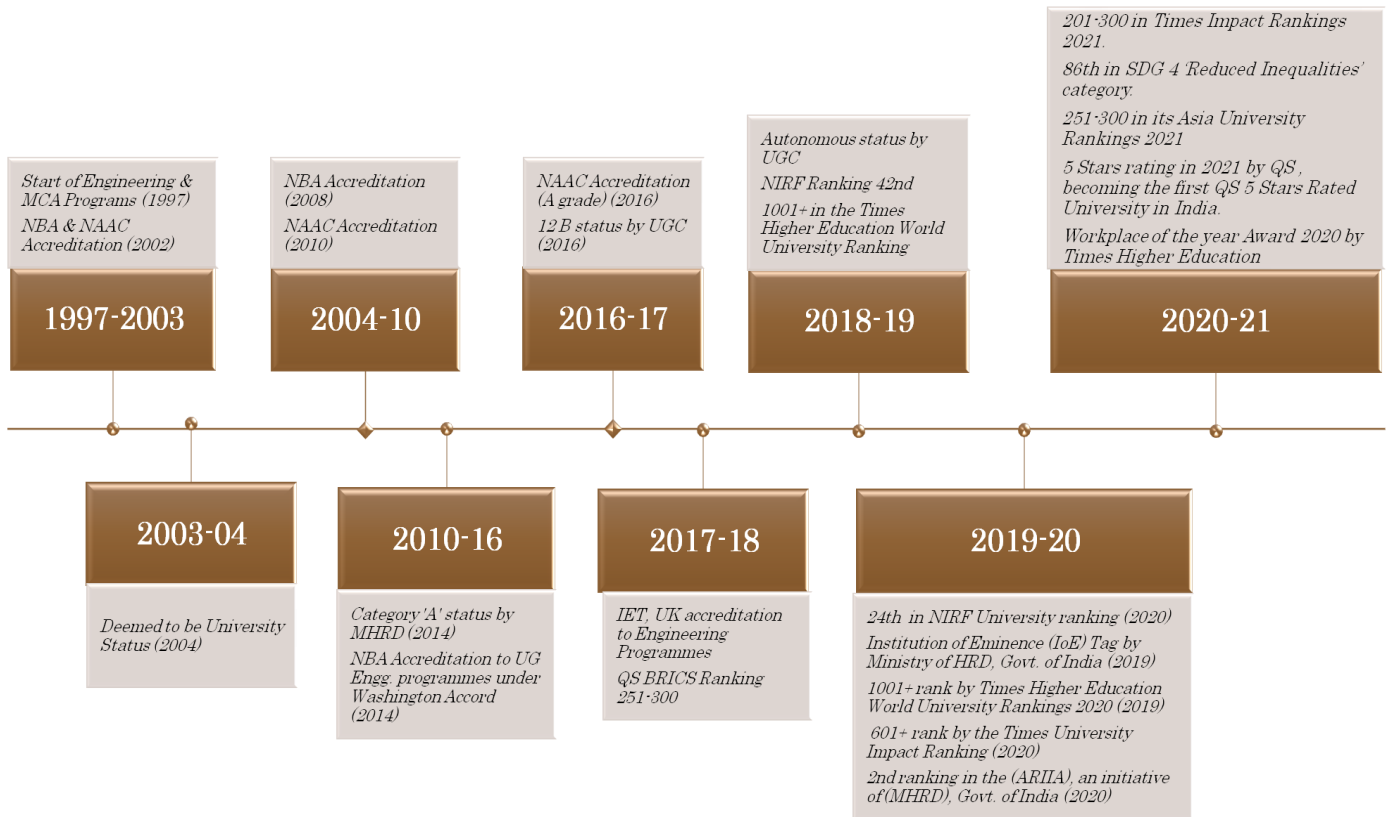 Start of Engineering &
MCA Programs (1997)
NBA & NAAC
Accreditation (2002)
1997-2003
2003-04
Deemed to be University
Status (2004)
NBA Accreditation
(2008)
NAAC Accreditation
(2010)
2004-10
2010-16
Category 'A' status by
MHRD (2014)
NBA Accreditation to UG
Engg. programmes under
Washington Accord
(2014)
NAAC Accreditation
(A grade) (2016)
12 B status by UGC
(2016)
2016-17
2017-18
IET, UK accreditation
to Engineering
Programmes
QS BRICS Ranking
251-300
Autonomous status by
UGC
NIRF Ranking 42nd
1001+ in the Times
Higher Education World
University Ranking
2018-19
2019-20
24th in NIRF University ranking (2020)
Institution of Eminence (IoE) Tag by
Ministry of HRD, Govt. of India (2019)
1001+ rank by Times Higher Education
World University Rankings 2020 (2019)
601+ rank by the Times University
Impact Ranking (2020)
2nd ranking in the (ARIIA), an initiative
of (MHRD), Govt. of India (2020)
201-300 in Times Impact Rankings
2021.
86th in SDG 4 'Reduced Inequalities'
category.
251-300 in its Asia University
Rankings 2021
5 Stars rating in 2021 by QS ,
becoming the first QS 5 Stars Rated
University in India.
Workplace of the year Award 2020 by
Times Higher Education
2020-21